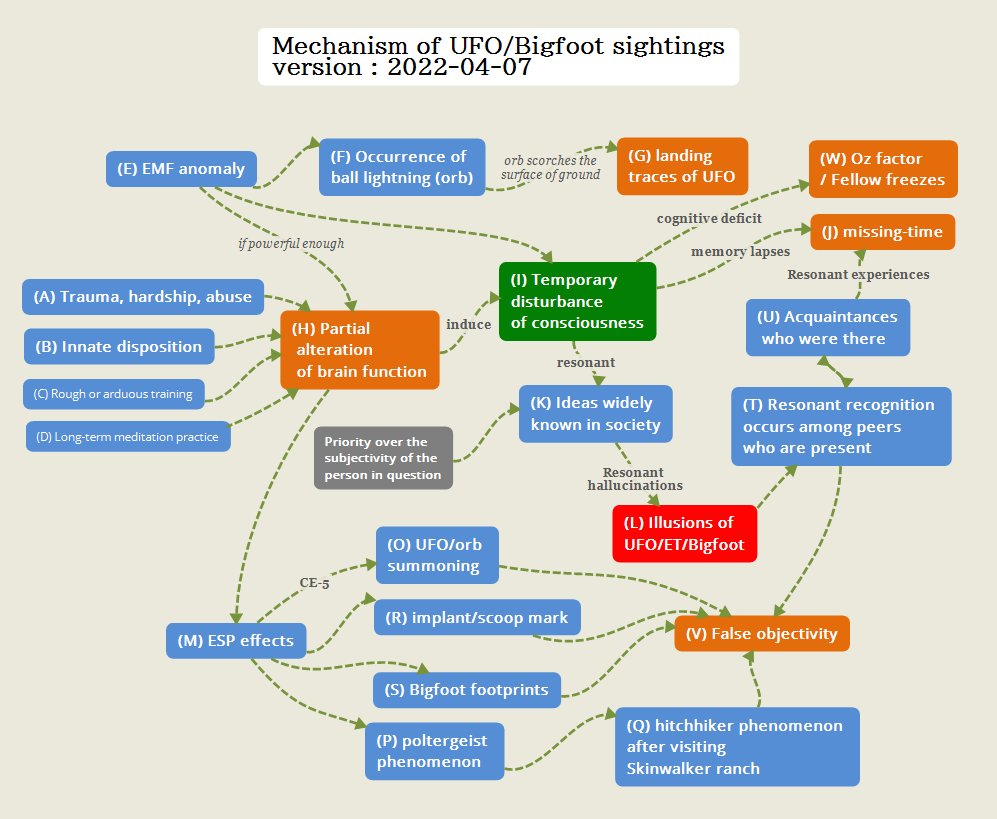 Mechanism of UFO/Bigfoot sightings
version : 2022-04-07
(E) EMF anomaly
(F) Occurrence of
ball lightning (orb)
orb scorches the
surface of ground
(G) landing
traces of UFO
(W) Oz factor
/ Fellow freezes
cognitive deficit
(J) missing-time
if powerful enough
memory lapses
Resonant experiences
(A) Trauma, hardship, abuse
(I) Temporary
disturbance
of consciousness
(H) Partial
alteration
of brain function
induce
(U) Acquaintances
who were there
(B) Innate disposition
resonant
(C) Rough or arduous training
(K) Ideas widely
known in society
(T) Resonant recognition
occurs among peers
who are present
(D) Long-term meditation practice
Priority over the
subjectivity of the
person in question
Resonant
hallucinations
(L) Illusions of
UFO/ET/Bigfoot
(O) UFO/orb
summoning
CE-5
(R) implant/scoop mark
(M) ESP effects
(V) False objectivity
(S) Bigfoot footprints
(P) poltergeist
phenomenon
(Q) hitchhiker phenomenon
after visiting
Skinwalker ranch